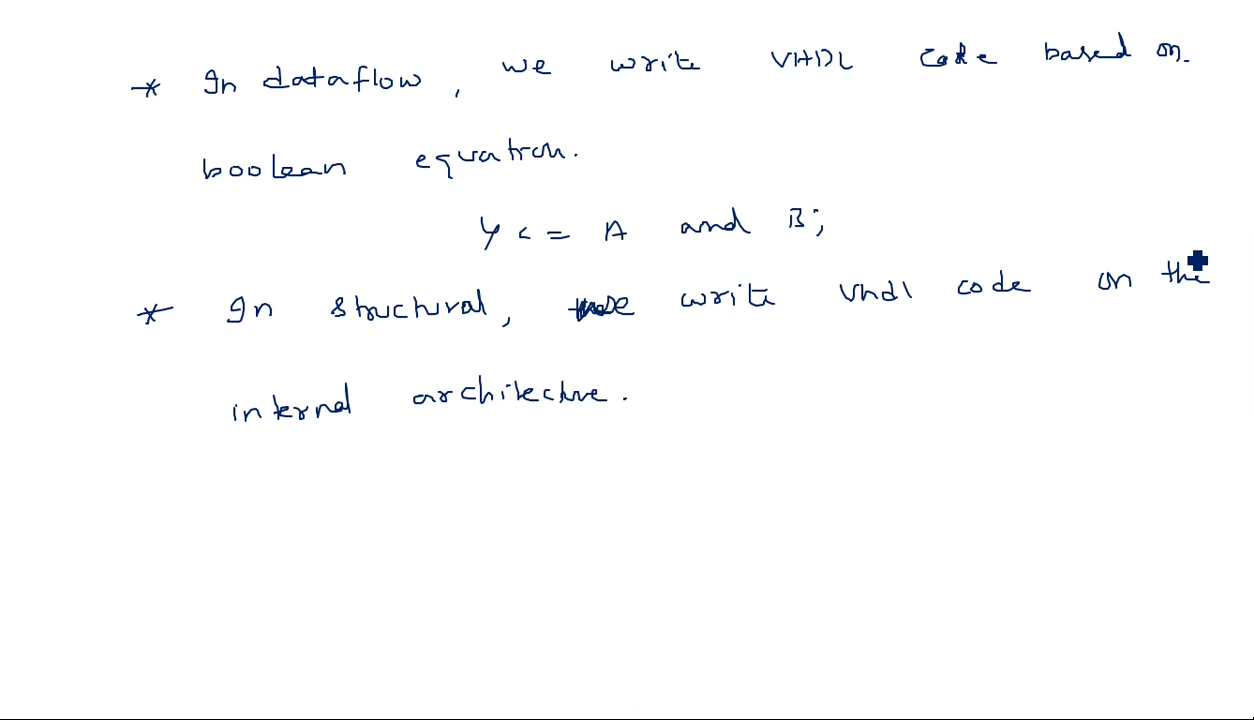 * In dataflow, we write VHDL code based on.
boolean equation.
Y <= A and B;
* In structural, we write vhdl code on the
internal architecture.